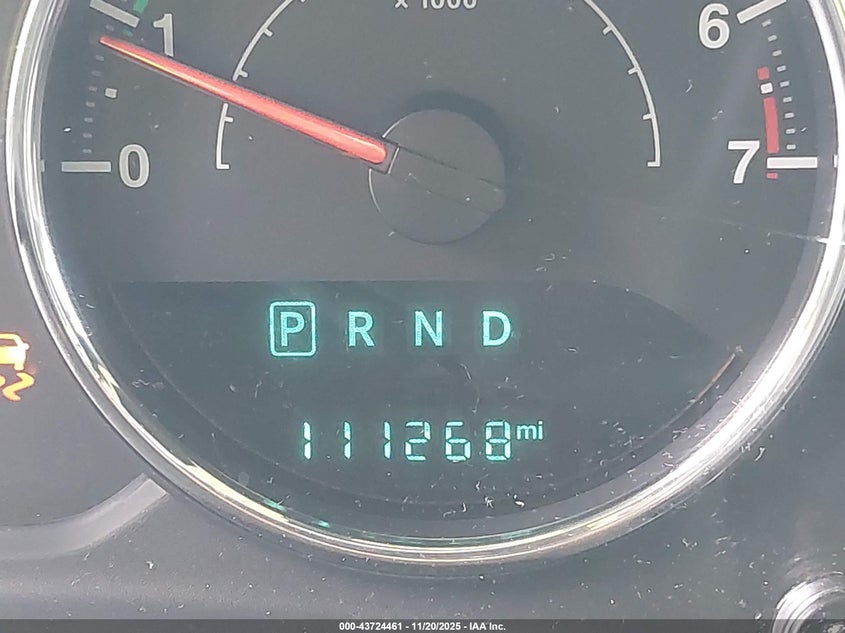 x 1000
1
6
0
7
P R N D
111268 mi
000-43724461 - 11/20/2025 - IAA Inc.